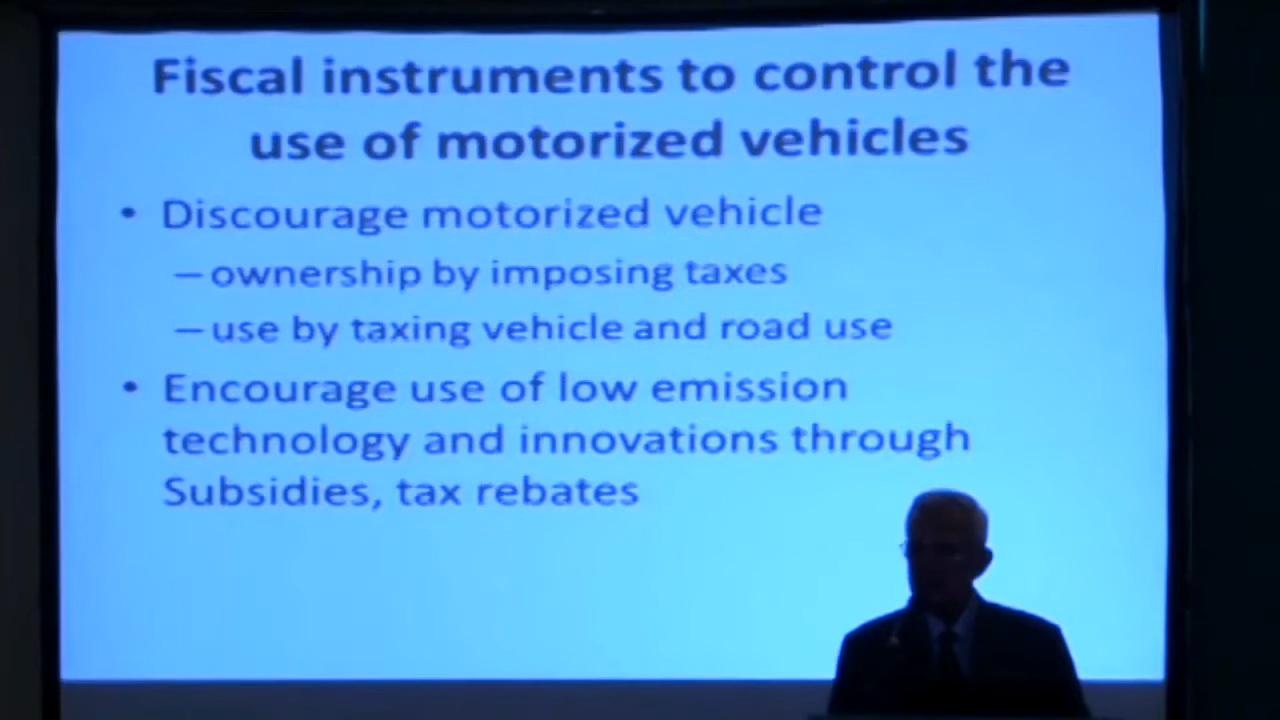 Fiscal instruments to control the
use of motorized vehicles
• Discourage motorized vehicle
– ownership by imposing taxes
– use by taxing vehicle and road use
• Encourage use of low emission
technology and innovations through
Subsidies, tax rebates